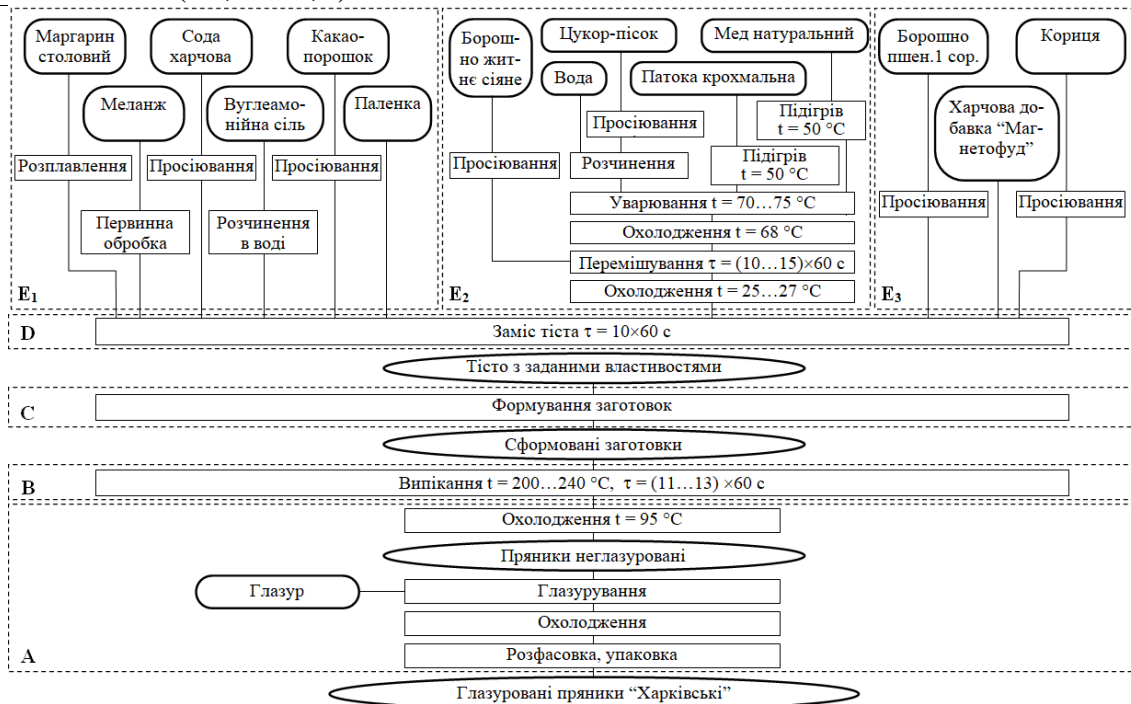 Маргарин
столовий
Сода
харчова
Какао-
порошок
Меланж
Вуглеамо-
нійна сіль
Паленка
Розплавлення
Просіювання
Просіювання
Первинна
обробка
Розчинення
в воді
E₁
Борош-
но жит-
нє сіяне
Цукор-пісок
Мед натуральний
Вода
Патока крохмальна
Просіювання
Підігрів
t = 50 °C
Просіювання
Розчинення
Підігрів
t = 50 °C
Уварювання t = 70…75 °C
Охолодження t = 68 °C
Перемішування τ = (10…15)×60 с
Охолодження t = 25…27 °C
E₂
Борошно
пшен.1 сор.
Кориця
Харчова до-
бавка “Маг-
нетофуд”
Просіювання
Просіювання
E₃
D
Заміс тіста τ = 10×60 с
Тісто з заданими властивостями
C
Формування заготовок
Сформовані заготовки
B
Випікання t = 200…240 °C, τ = (11…13) ×60 с
Охолодження t = 95 °C
Пряники неглазуровані
Глазур
Глазурування
Охолодження
A
Розфасовка, упаковка
Глазуровані пряники “Харківські”